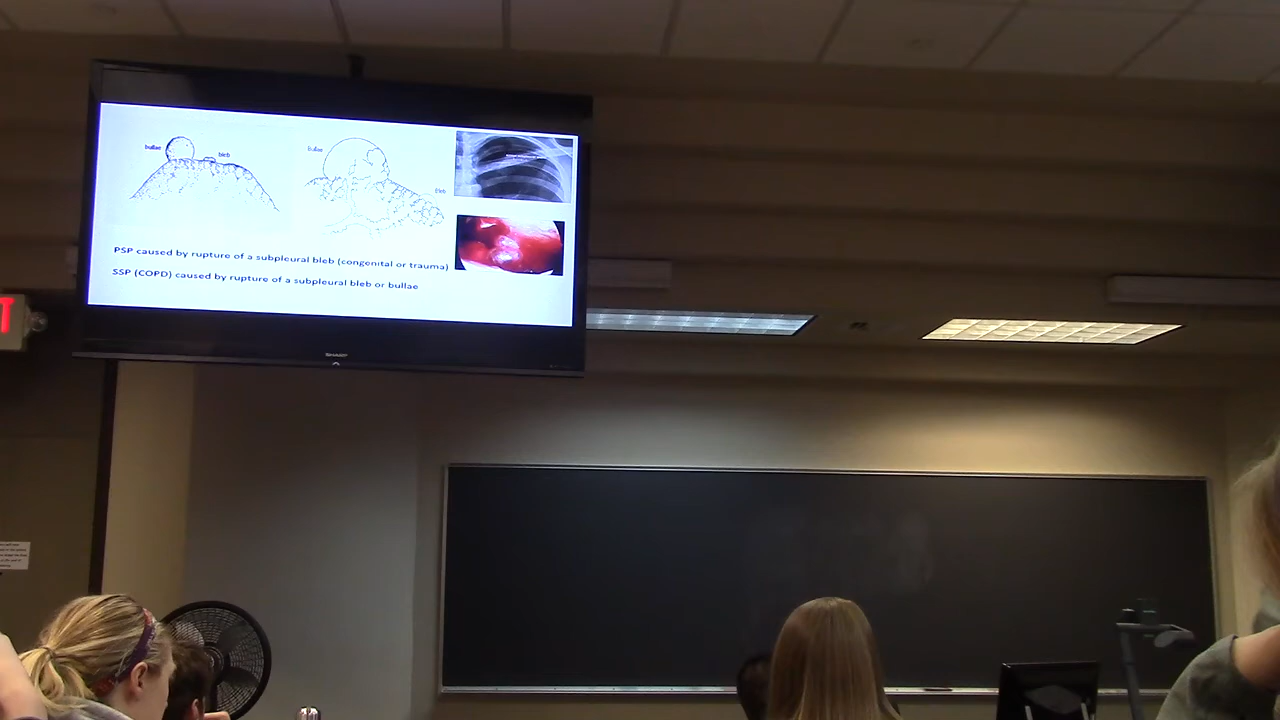 bullae
bleb
Bullae
Bleb
PSP caused by rupture of a subpleural bleb (congenital or trauma)
SSP (COPD) caused by rupture of a subpleural bleb or bullae
SHARP
T